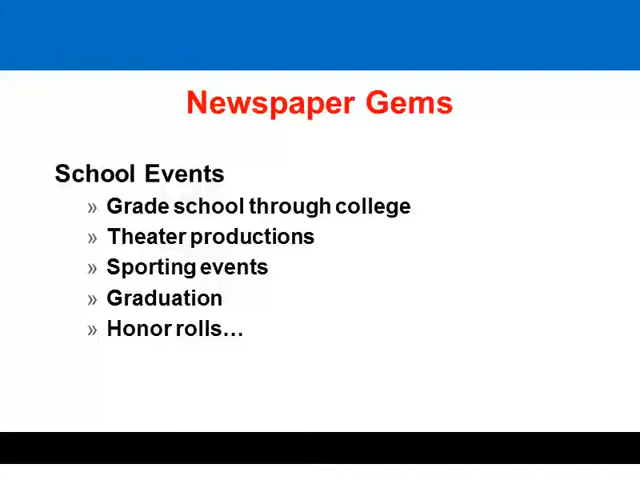 Newspaper Gems
School Events
» Grade school through college
» Theater productions
» Sporting events
» Graduation
» Honor rolls…